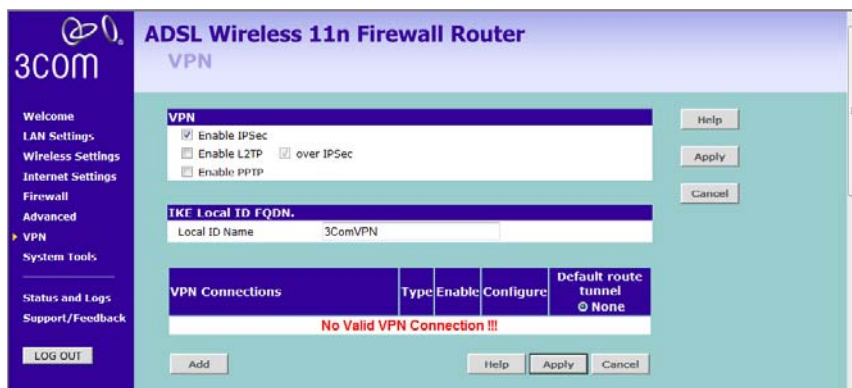 3COM
ADSL Wireless 11n Firewall Router
VPN
Welcome
LAN Settings
Wireless Settings
Internet Settings
Firewall
Advanced
VPN
System Tools
Status and Logs
Support/Feedback
LOG OUT
VPN
Enable IPSec
Enable L2TP over IPSec
Enable PPTP
Help
Apply
Cancel
IKE Local ID FQDN.
Local ID Name 3ComVPN
VPN Connections Type Enable Configure Default route tunnel None
No Valid VPN Connection !!!
Add Help Apply Cancel